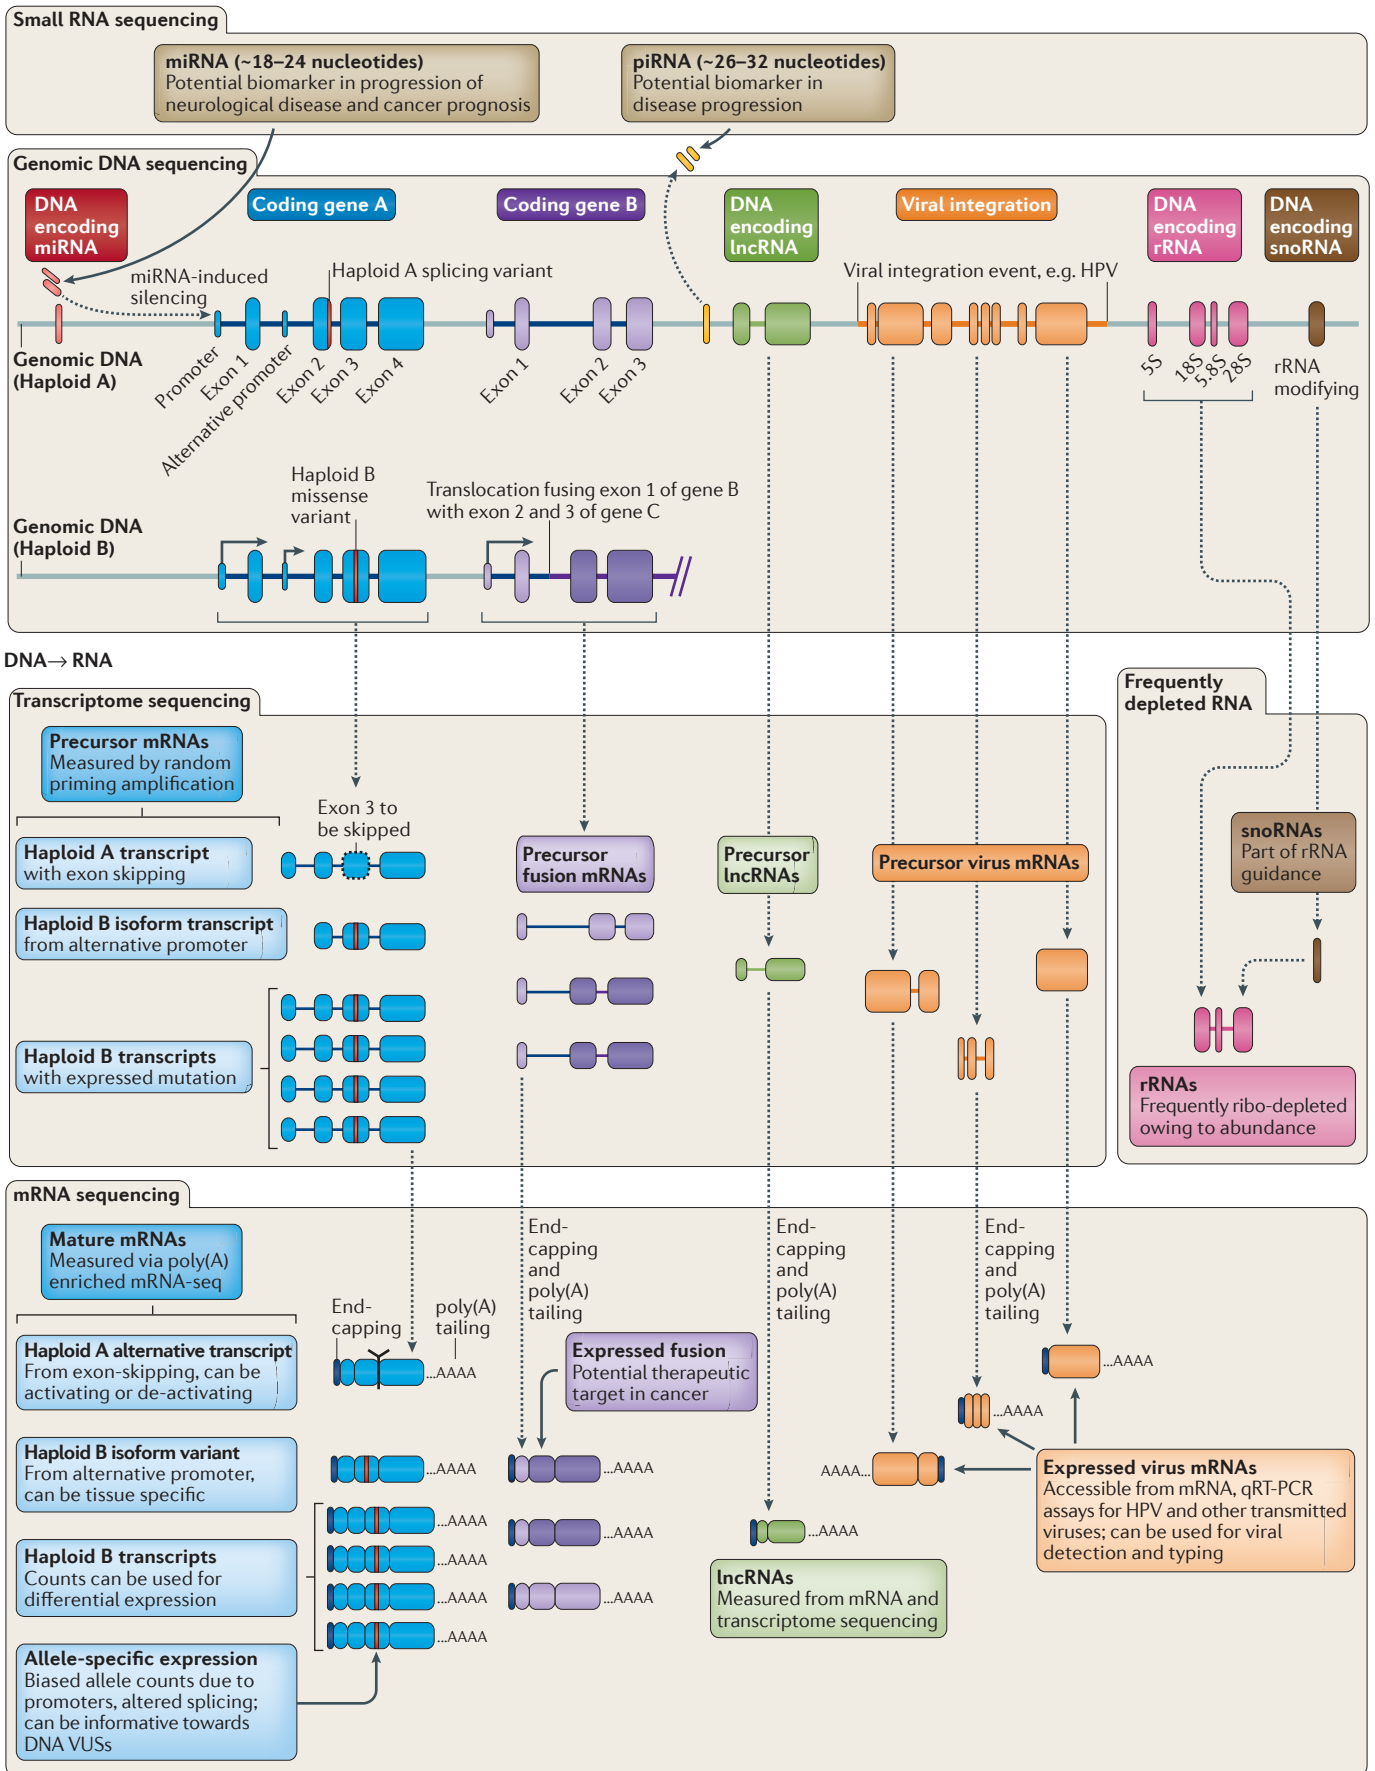 Small RNA sequencing
miRNA (~18–24 nucleotides)
Potential biomarker in progression of
neurological disease and cancer prognosis
piRNA (~26–32 nucleotides)
Potential biomarker in
disease progression
Genomic DNA sequencing
DNA
encoding
miRNA
Coding gene A
Coding gene B
DNA
encoding
lncRNA
Viral integration
DNA
encoding
rRNA
DNA
encoding
snoRNA
miRNA-induced
silencing
Haploid A splicing variant
Viral integration event, e.g. HPV
Genomic DNA
(Haploid A)
Promoter
Exon 1
Alternative promoter
Exon 2
Exon 3
Exon 4
Exon 1
Exon 2
Exon 3
5S
18S
5.8S
28S
rRNA
modifying
Haploid B
missense
variant
Translocation fusing exon 1 of gene B
with exon 2 and 3 of gene C
Genomic DNA
(Haploid B)
DNA→ RNA
Transcriptome sequencing
Frequently
depleted RNA
Precursor mRNAs
Measured by random
priming amplification
Exon 3 to
be skipped
Haploid A transcript
with exon skipping
Precursor
fusion mRNAs
Precursor
lncRNAs
Precursor virus mRNAs
snoRNAs
Part of rRNA
guidance
Haploid B isoform transcript
from alternative promoter
Haploid B transcripts
with expressed mutation
rRNAs
Frequently ribo-depleted
owing to abundance
mRNA sequencing
Mature mRNAs
Measured via poly(A)
enriched mRNA-seq
End-
capping
poly(A)
tailing
End-
capping
and
poly(A)
tailing
End-
capping
and
poly(A)
tailing
End-
capping
and
poly(A)
tailing
Haploid A alternative transcript
From exon-skipping, can be
activating or de-activating
...AAAA
Expressed fusion
Potential therapeutic
target in cancer
...AAAA
...AAAA
Haploid B isoform variant
From alternative promoter,
can be tissue specific
...AAAA
...AAAA
AAAA...
Expressed virus mRNAs
Accessible from mRNA, qRT-PCR
assays for HPV and other transmitted
viruses; can be used for viral
detection and typing
Haploid B transcripts
Counts can be used for
differential expression
...AAAA
...AAAA
...AAAA
...AAAA
...AAAA
...AAAA
...AAAA
lncRNAs
Measured from mRNA and
transcriptome sequencing
Allele-specific expression
Biased allele counts due to
promoters, altered splicing;
can be informative towards
DNA VUSs